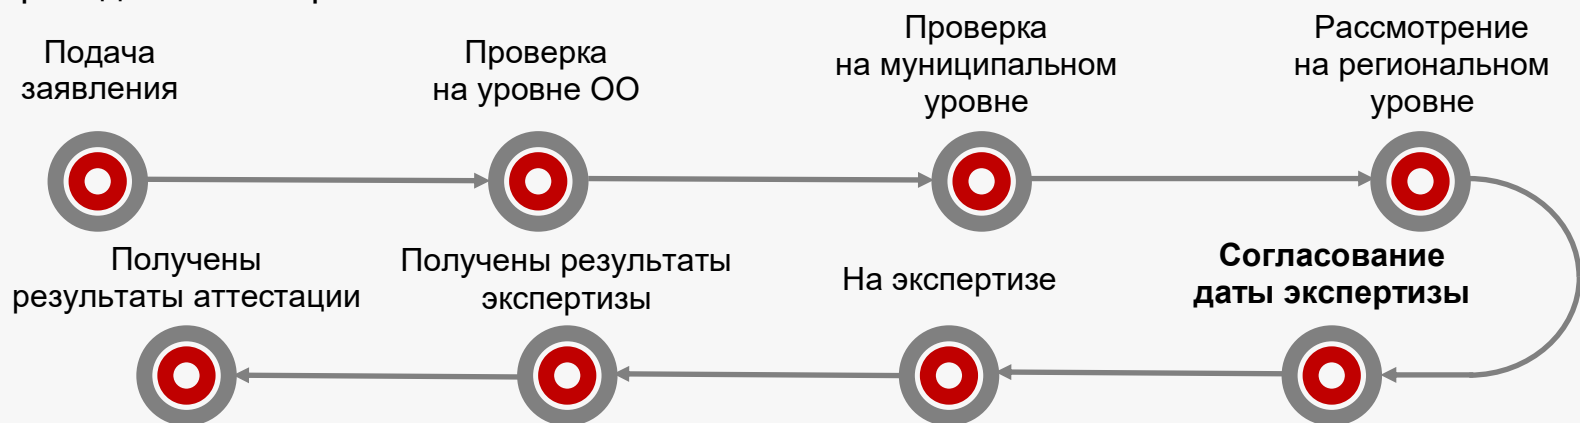 Подача
заявления
Проверка
на уровне ОО
Проверка
на муниципальном
уровне
Рассмотрение
на региональном
уровне
Согласование
даты экспертизы
На экспертизе
Получены результаты
экспертизы
Получены
результаты аттестации